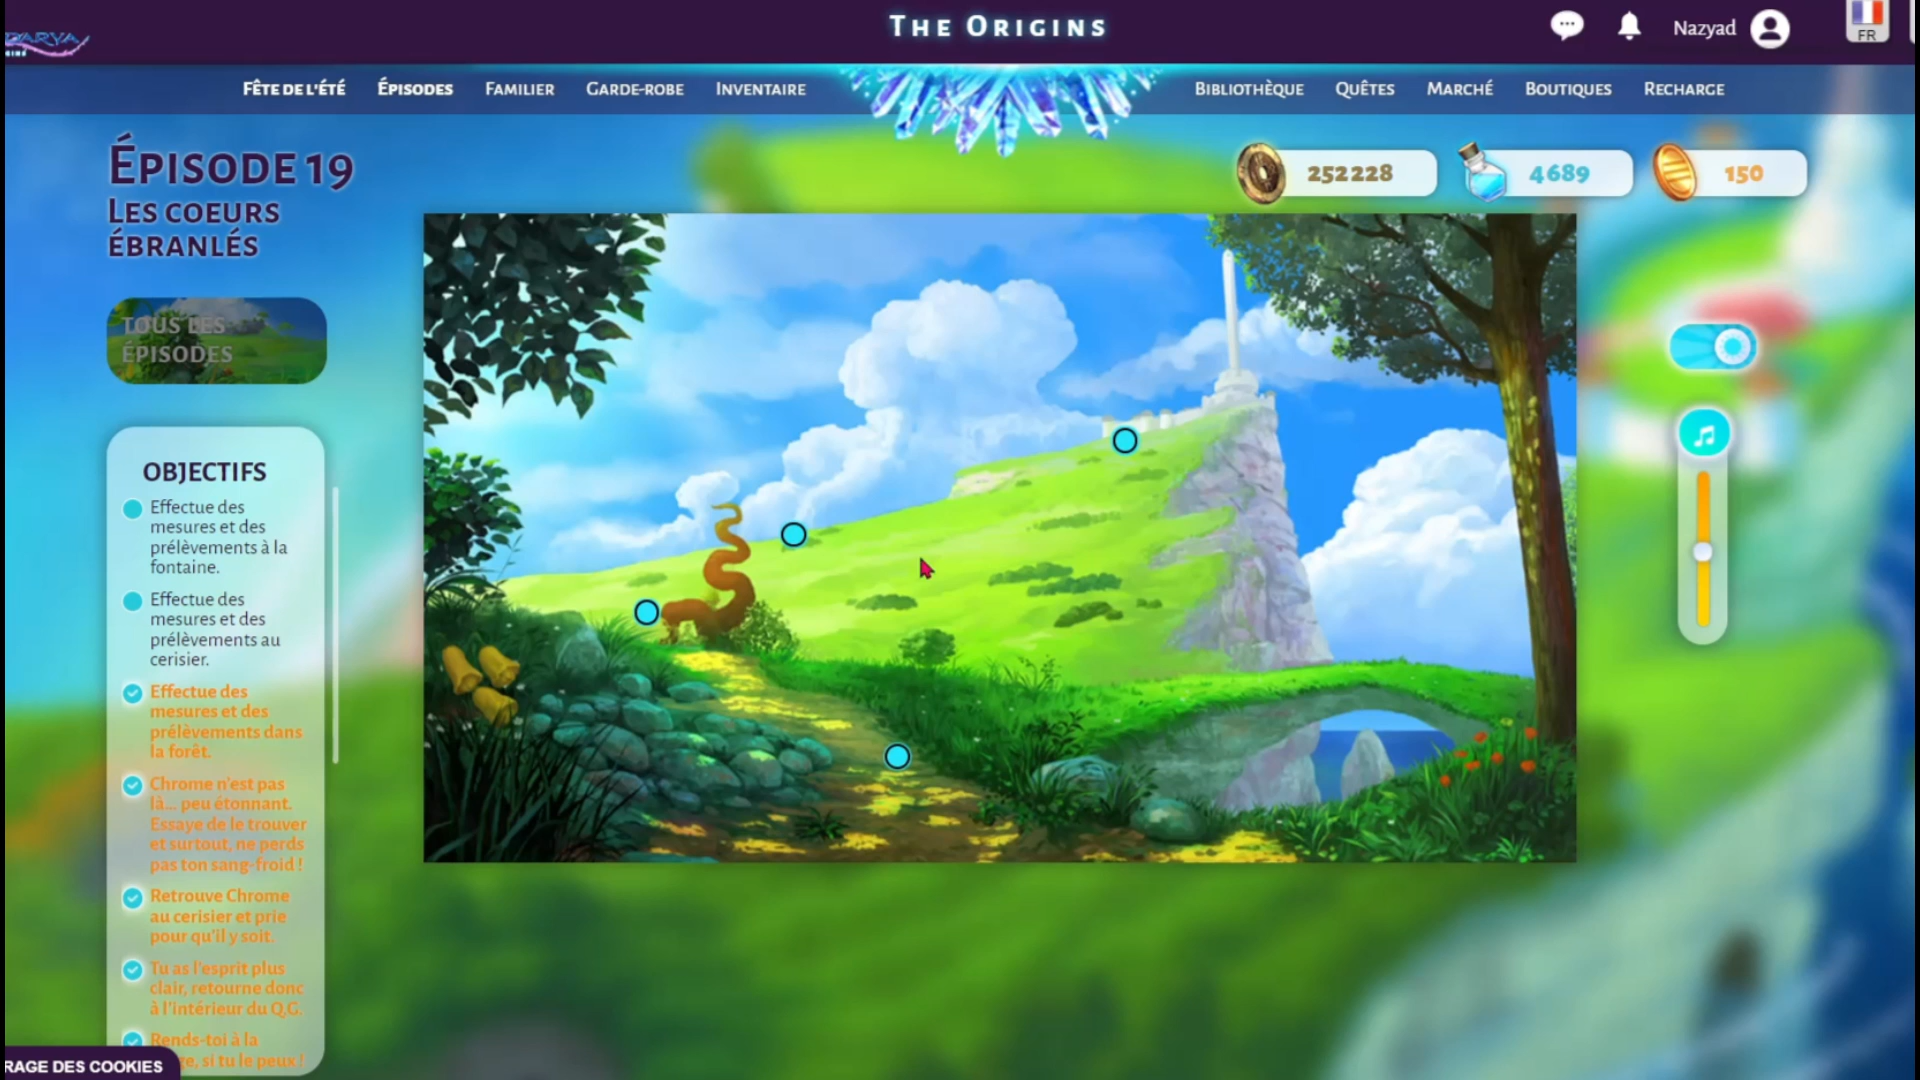 THE ORIGINS
Nazyad
FR
FÊTE DE L'ÉTÉ
ÉPISODES
FAMILIER
GARDE-ROBE
INVENTAIRE
BIBLIOTHÈQUE
QUÊTES
MARCHÉ
BOUTIQUES
RECHARGE
ÉPISODE 19
LES COEURS
ÉBRANLÉS
252228
4689
150
TOUS LES
ÉPISODES
OBJECTIFS
Effectue des
mesures et des
prélèvements à la
fontaine.
Effectue des
mesures et des
prélèvements au
cerisier.
Effectue des
mesures et des
prélèvements dans
la forêt.
Chrome n'est pas
là... peu étonnant.
Essaye de le trouver
et surtout, ne perds
pas ton sang-froid !
Retrouve Chrome
au cerisier et prie
pour qu'il y soit.
Tu as l'esprit plus
clair, retourne donc
à l'intérieur du Q.G.
Rends-toi à la
si tu le peux !
RAGE DES COOKIES